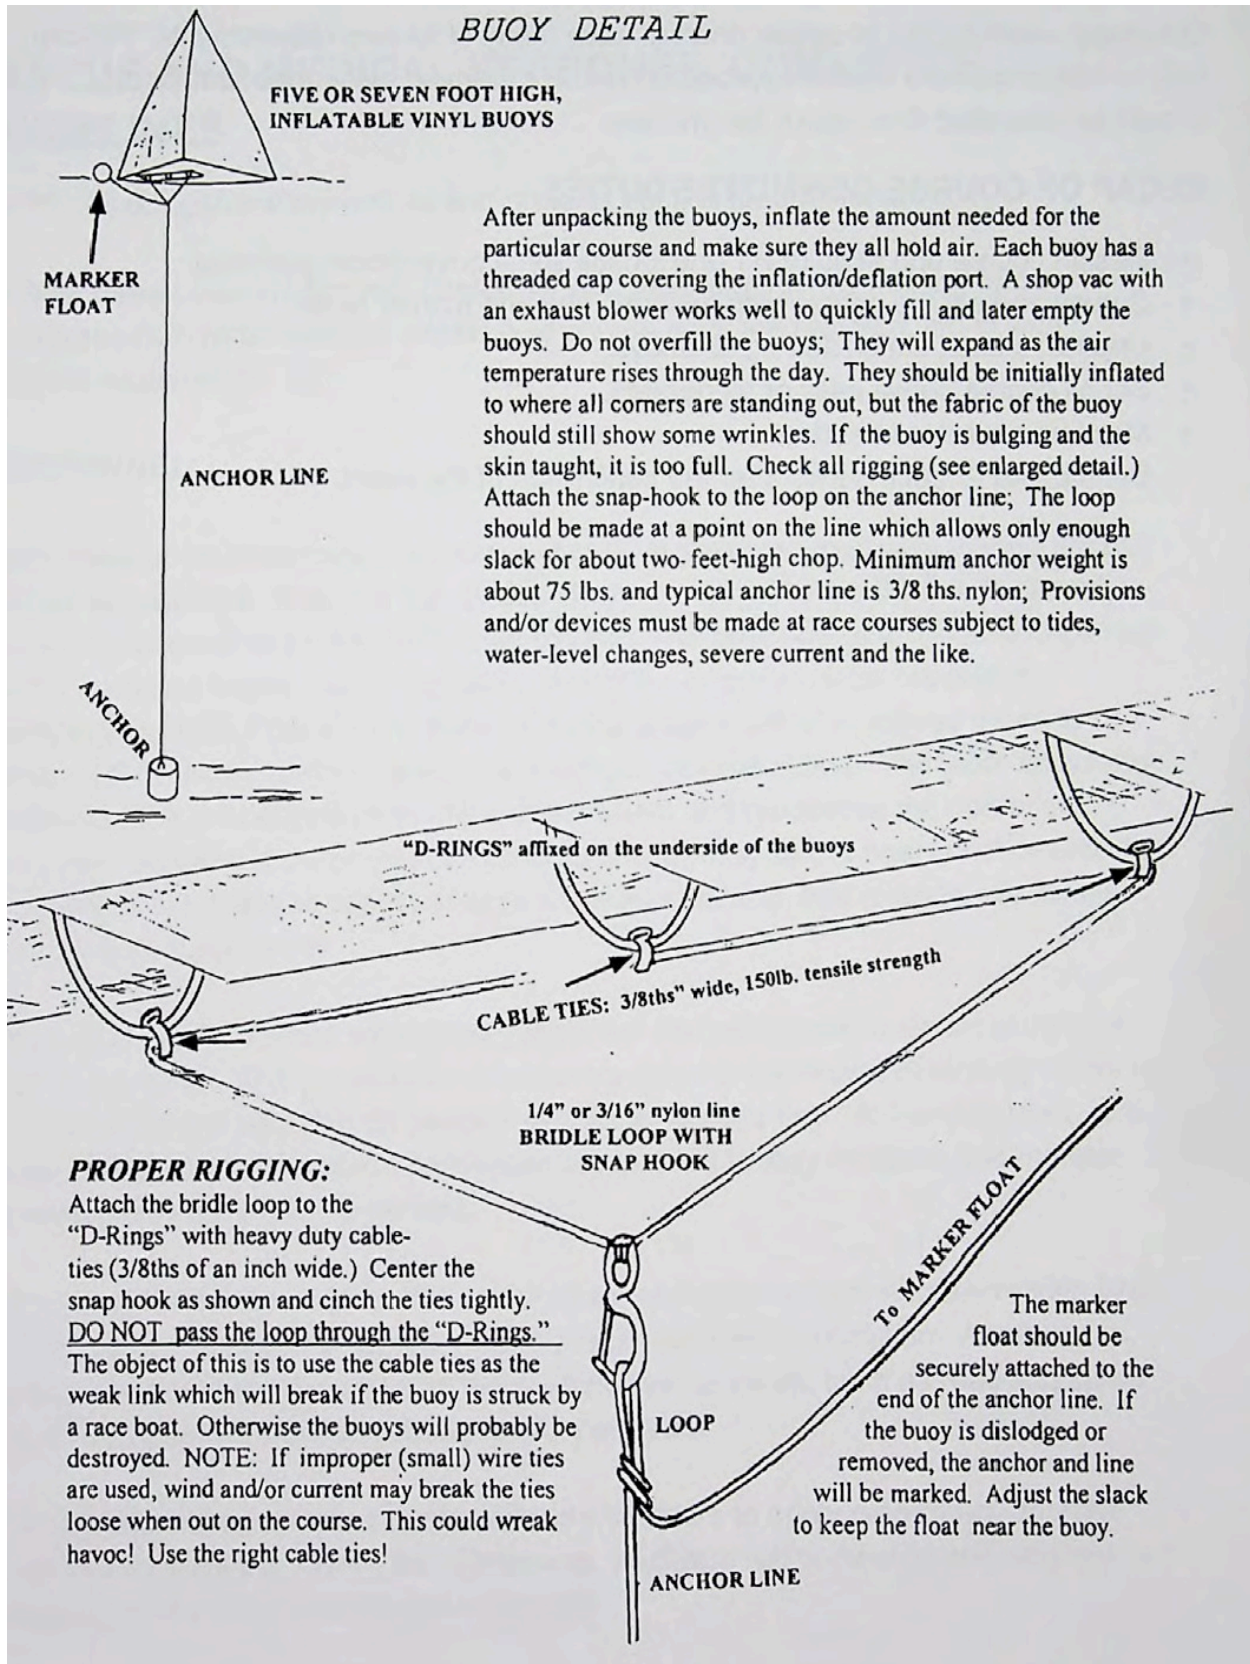 BUOY DETAIL
FIVE OR SEVEN FOOT HIGH,
INFLATABLE VINYL BUOYS
MARKER
FLOAT
ANCHOR LINE
ANCHOR
After unpacking the buoys, inflate the amount needed for the
particular course and make sure they all hold air. Each buoy has a
threaded cap covering the inflation/deflation port. A shop vac with
an exhaust blower works well to quickly fill and later empty the
buoys. Do not overfill the buoys; They will expand as the air
temperature rises through the day. They should be initially inflated
to where all corners are standing out, but the fabric of the buoy
should still show some wrinkles. If the buoy is bulging and the
skin taught, it is too full. Check all rigging (see enlarged detail.)
Attach the snap-hook to the loop on the anchor line; The loop
should be made at a point on the line which allows only enough
slack for about two- feet-high chop. Minimum anchor weight is
about 75 lbs. and typical anchor line is 3/8 ths. nylon; Provisions
and/or devices must be made at race courses subject to tides,
water-level changes, severe current and the like.
"D-RINGS" affixed on the underside of the buoys
CABLE TIES: 3/8ths" wide, 150lb. tensile strength
1/4" or 3/16" nylon line
BRIDLE LOOP WITH
SNAP HOOK
PROPER RIGGING:
Attach the bridle loop to the
"D-Rings" with heavy duty cable-
ties (3/8ths of an inch wide.) Center the
snap hook as shown and cinch the ties tightly.
DO NOT pass the loop through the "D-Rings."
The object of this is to use the cable ties as the
weak link which will break if the buoy is struck by
a race boat. Otherwise the buoys will probably be
destroyed. NOTE: If improper (small) wire ties
are used, wind and/or current may break the ties
loose when out on the course. This could wreak
havoc! Use the right cable ties!
LOOP
ANCHOR LINE
To MARKER FLOAT
The marker
float should be
securely attached to the
end of the anchor line. If
the buoy is dislodged or
removed, the anchor and line
will be marked. Adjust the slack
to keep the float near the buoy.